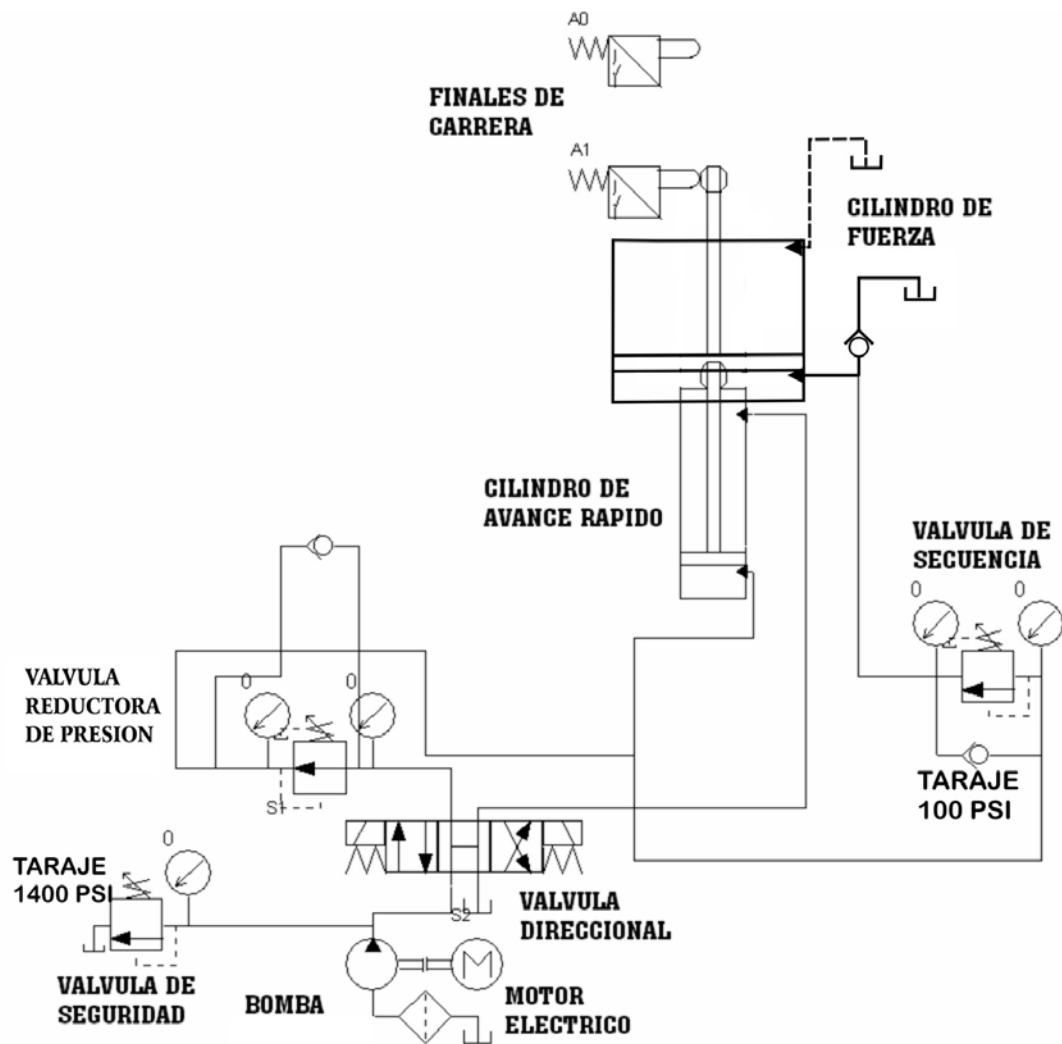 A0
FINALES DE
CARRERA
A1
CILINDRO DE
FUERZA
CILINDRO DE
AVANCE RAPIDO
VALVULA DE
SECUENCIA
0
0
VALVULA
REDUCTORA
DE PRESION
0
0
TARAJE
100 PSI
S1
0
TARAJE
1400 PSI
VALVULA
DIRECCIONAL
S2
VALVULA DE
SEGURIDAD
BOMBA
M
MOTOR
ELECTRICO